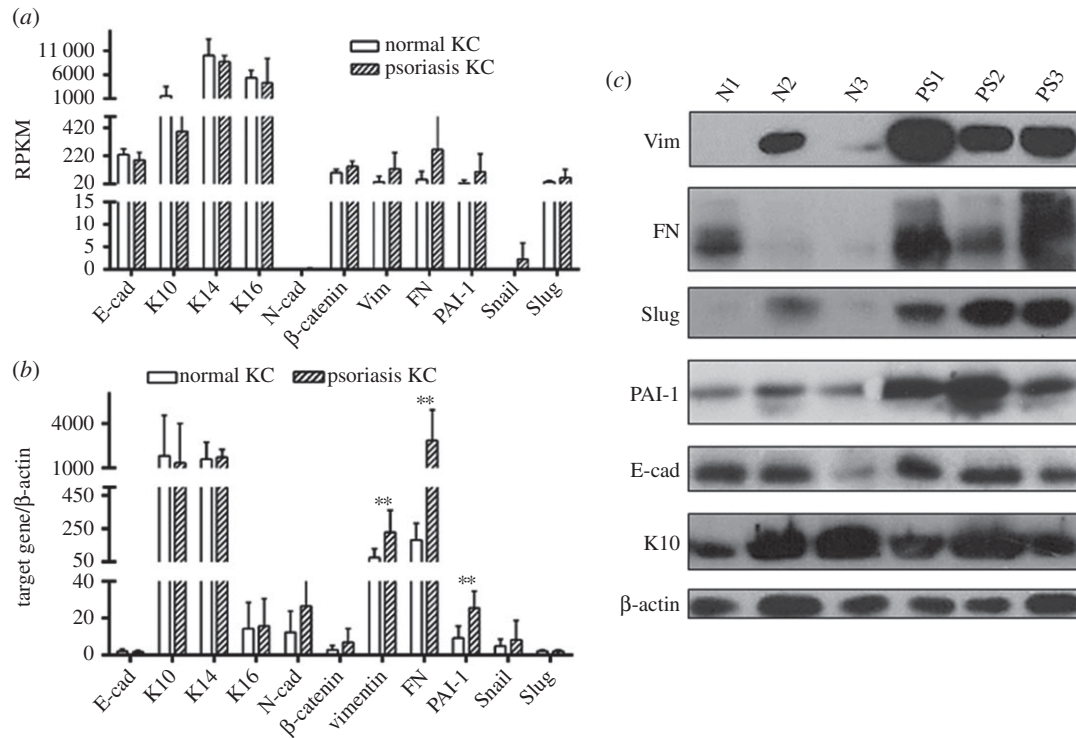 (a)
normal KC
psoriasis KC
RPKM
11 000
6000
1000
420
220
20
15
10
5
0
E-cad
K10
K14
K16
N-cad
β-catenin
Vim
FN
PAI-1
Snail
Slug
(b)
normal KC psoriasis KC
target gene/β-actin
4000
1000
450
250
50
40
20
0
**
**
**
E-cad
K10
K14
K16
N-cad
β-catenin
vimentin
FN
PAI-1
Snail
Slug
(c)
N1 N2 N3 PS1 PS2 PS3
Vim
FN
Slug
PAI-1
E-cad
K10
β-actin